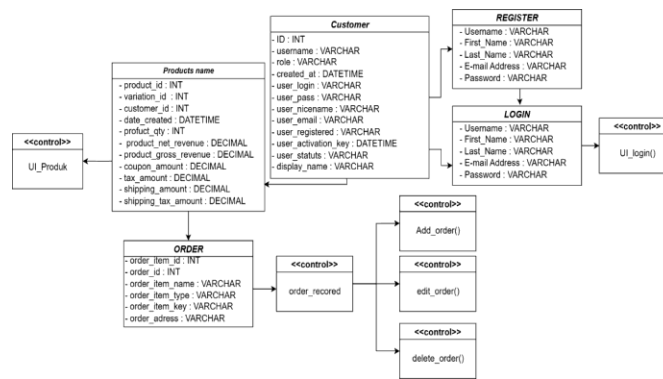 Customer
- ID : INT
- username : VARCHAR
- role : VARCHAR
- created_at : DATETIME
- user_login : VARCHAR
- user_pass : VARCHAR
- user_nicename : VARCHAR
- user_email : VARCHAR
- user_registered : VARCHAR
- user_activation_key : DATETIME
- user_statuts : VARCHAR
- display_name : VARCHAR
REGISTER
- Username : VARCHAR
- First_Name : VARCHAR
- Last_Name : VARCHAR
- E-mail Address : VARCHAR
- Password : VARCHAR
Products name
- product_id : INT
- variation_id : INT
- customer_id : INT
- date_created : DATETIME
- profuct_qty : INT
- product_net_revenue : DECIMAL
- product_gross_revenue : DECIMAL
- coupon_amount : DECIMAL
- tax_amount : DECIMAL
- shipping_amount : DECIMAL
- shipping_tax_amount : DECIMAL
LOGIN
- Username : VARCHAR
- First_Name : VARCHAR
- Last_Name : VARCHAR
- E-mail Address : VARCHAR
- Password : VARCHAR
<<control>>
UI_Produk
<<control>>
UI_login()
ORDER
- order_item_id : INT
- order_id : INT
- order_item_name : VARCHAR
- order_item_type : VARCHAR
- order_item_key : VARCHAR
- order_adress : VARCHAR
<<control>>
order_recored
<<control>>
Add_order()
<<control>>
edit_order()
<<control>>
delete_order()